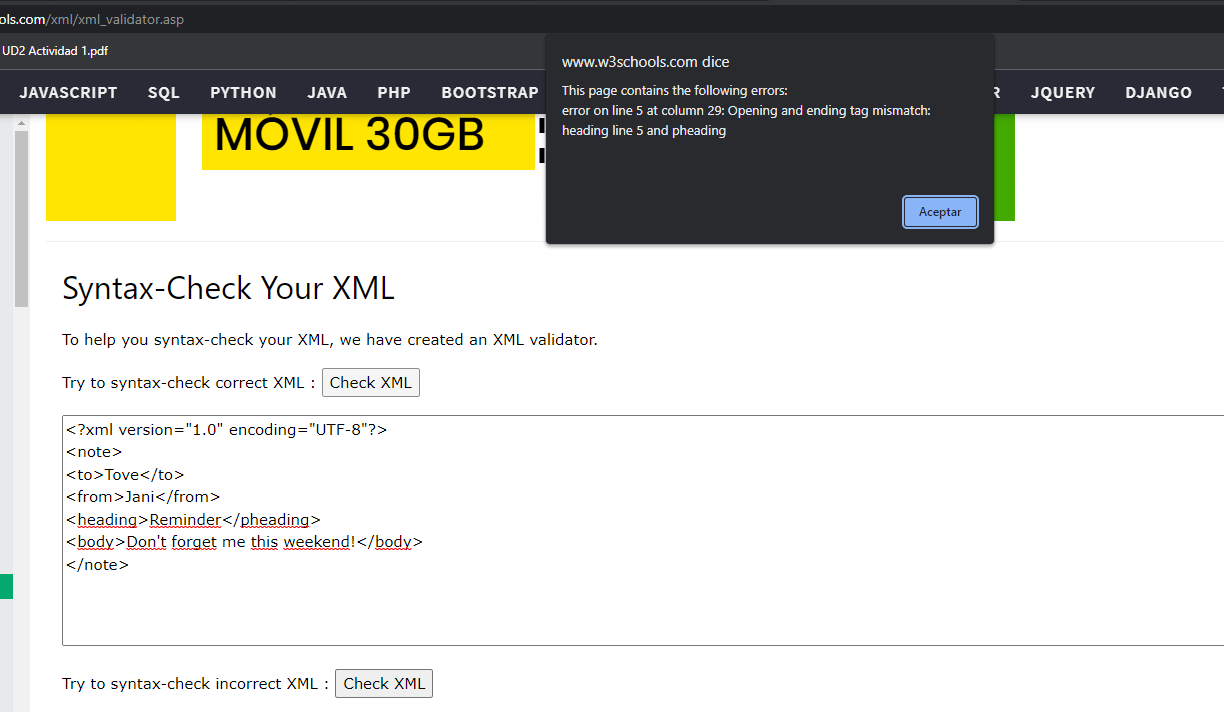 ols.com/xml/xml_validator.asp
UD2 Actividad 1.pdf
www.w3schools.com dice
This page contains the following errors:
error on line 5 at column 29: Opening and ending tag mismatch:
heading line 5 and pheading
Aceptar
JAVASCRIPT SQL PYTHON JAVA PHP BOOTSTRAP R JQUERY DJANGO
MÓVIL 30GB
Syntax-Check Your XML
To help you syntax-check your XML, we have created an XML validator.
Try to syntax-check correct XML : Check XML
<?xml version="1.0" encoding="UTF-8"?>
<note>
<to>Tove</to>
<from>Jani</from>
<heading>Reminder</pheading>
<body>Don't forget me this weekend!</body>
</note>
Try to syntax-check incorrect XML : Check XML